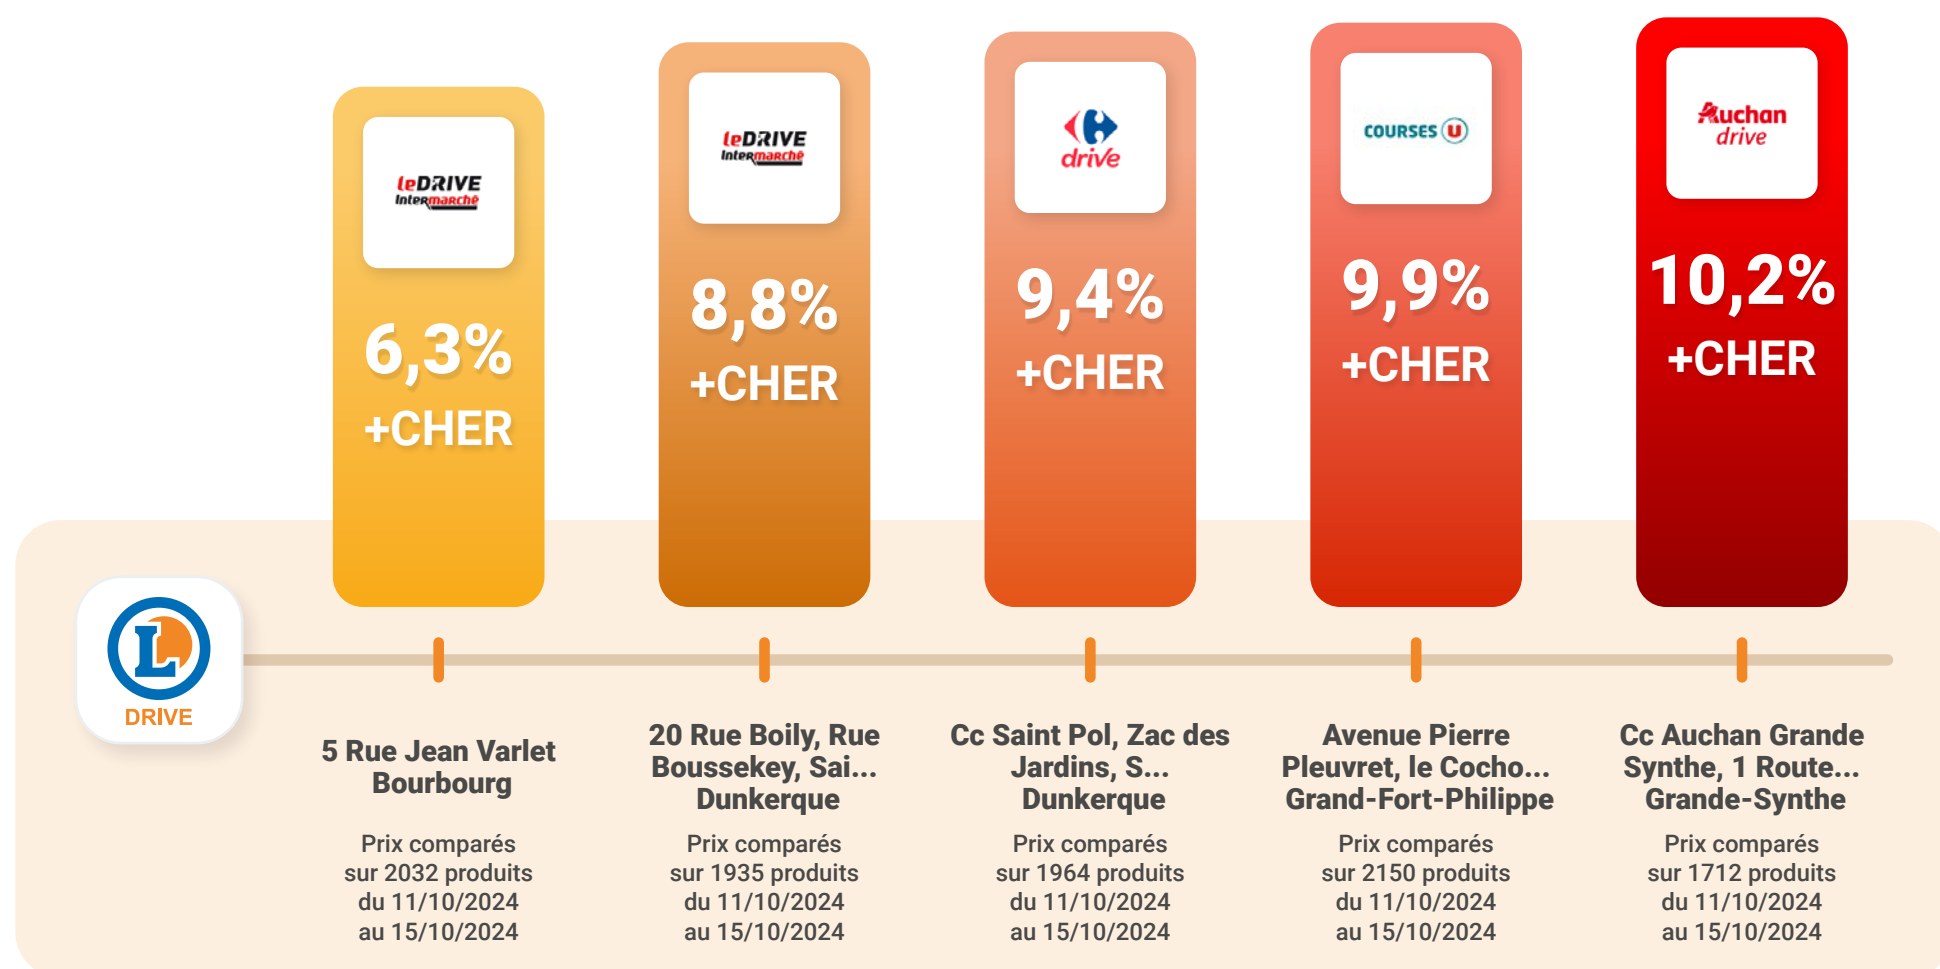 leDRIVE
Intermarché
6,3%
+CHER
leDRIVE
Intermarché
8,8%
+CHER
drive
9,4%
+CHER
COURSES U
9,9%
+CHER
Auchan
drive
10,2%
+CHER
L
DRIVE
5 Rue Jean Varlet
Bourbourg
Prix comparés
sur 2032 produits
du 11/10/2024
au 15/10/2024
20 Rue Boily, Rue
Boussekey, Sai...
Dunkerque
Prix comparés
sur 1935 produits
du 11/10/2024
au 15/10/2024
Cc Saint Pol, Zac des
Jardins, S...
Dunkerque
Prix comparés
sur 1964 produits
du 11/10/2024
au 15/10/2024
Avenue Pierre
Pleuvret, le Cocho...
Grand-Fort-Philippe
Prix comparés
sur 2150 produits
du 11/10/2024
au 15/10/2024
Cc Auchan Grande
Synthe, 1 Route...
Grande-Synthe
Prix comparés
sur 1712 produits
du 11/10/2024
au 15/10/2024